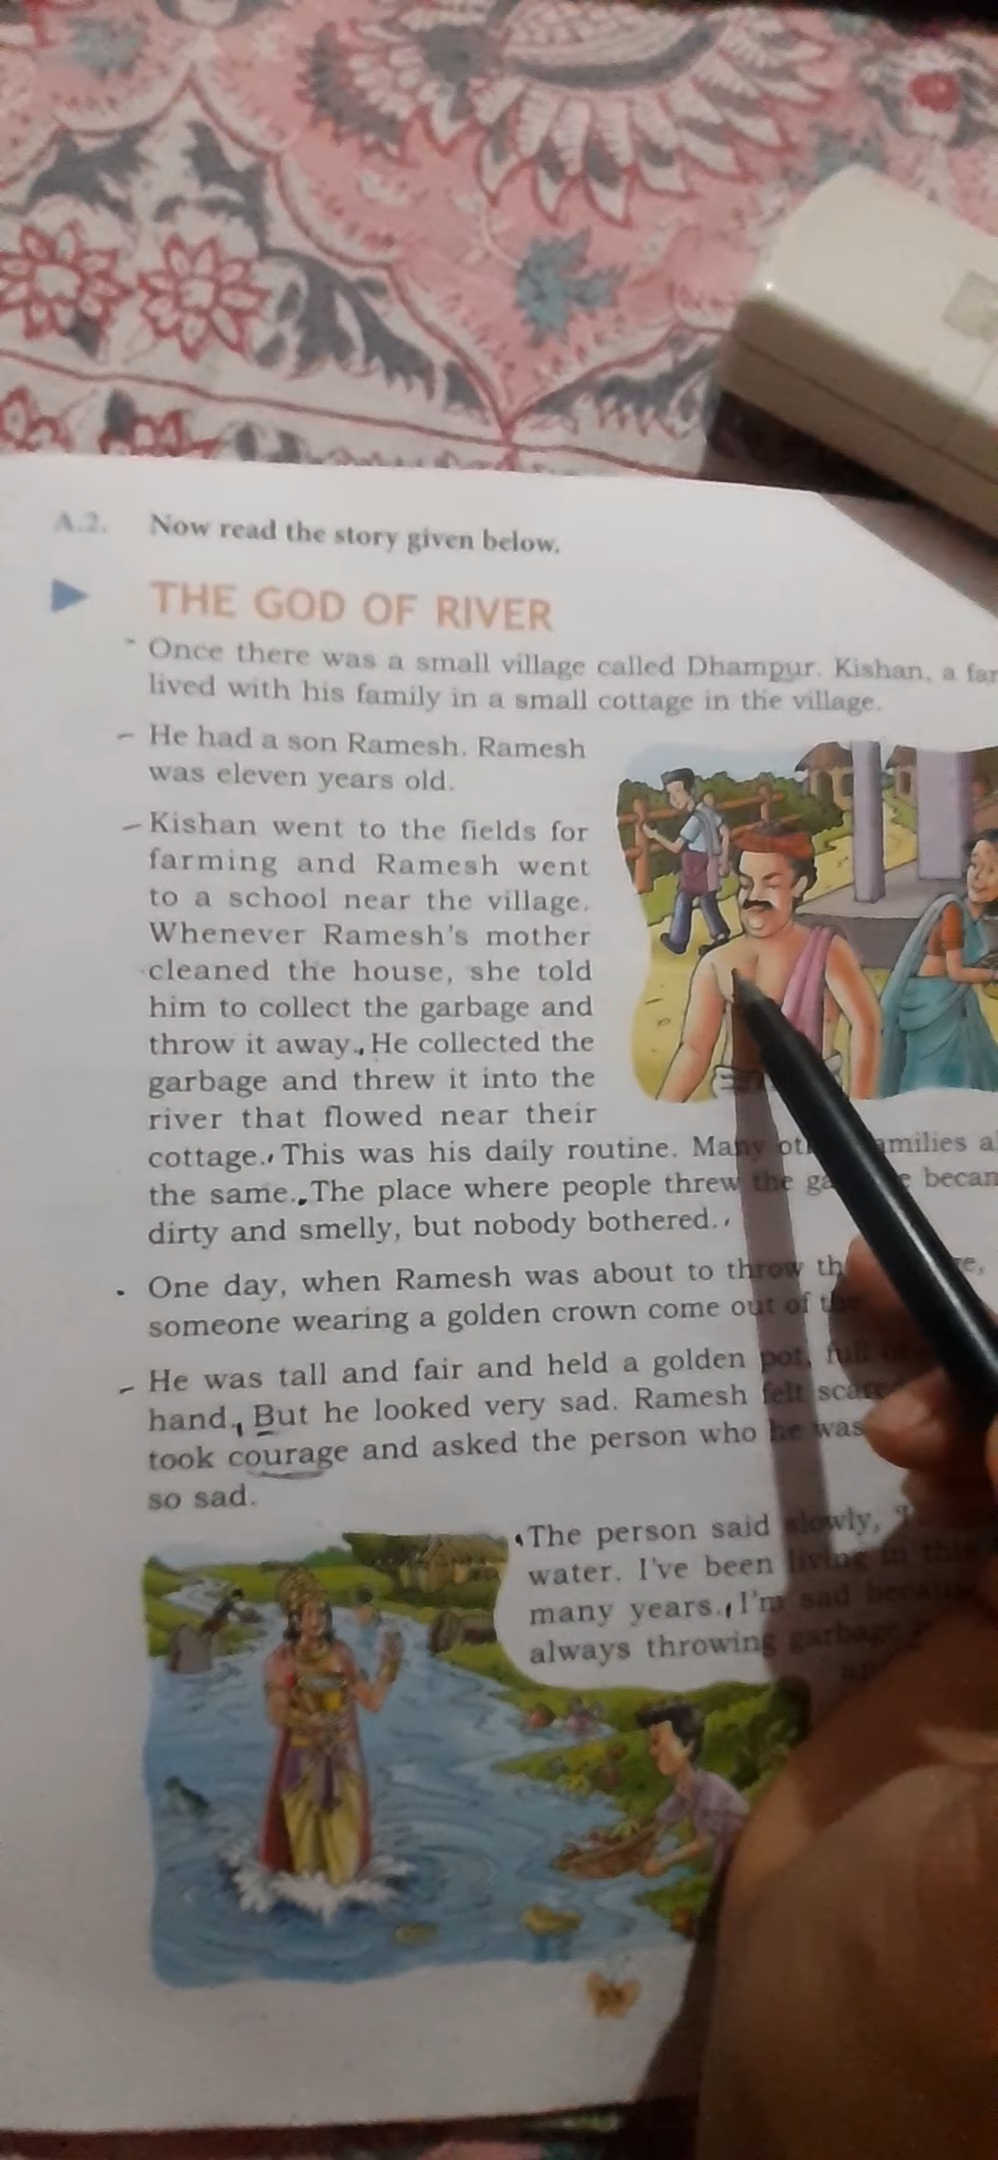 A.2. Now read the story given below.
THE GOD OF RIVER
Once there was a small village called Dhampur. Kishan, a
lived with his family in a small cottage in the village.
He had a son Ramesh. Ramesh
was eleven years old.
Kishan went to the fields for
farming and Ramesh went
to a school near the village.
Whenever Ramesh's mother
cleaned the house, she told
him to collect the garbage and
throw it away. He collected the
garbage and threw it into the
river that flowed near their
cottage. This was his daily routine. Many
the same. The place where people threw the
dirty and smelly, but nobody bothered.
One day, when Ramesh was about to throw
someone wearing a golden crown come out of
He was tall and fair and held a golden pot, full
hand. But he looked very sad. Ramesh felt
took courage and asked the person who he was
so sad.
The person said slowly,
water. I've been living in this
many years. I'm sad because
always throwing garbage